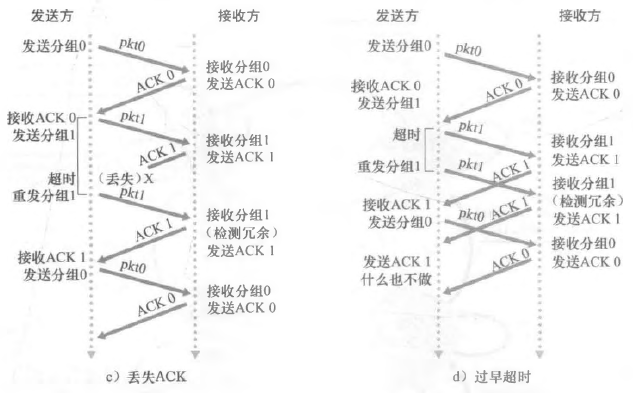 发送方
接收方
发送分组0
pkt0
接收分组0
发送ACK 0
ACK 0
接收ACK 0
发送分组1
pkt1
接收分组1
发送ACK 1
ACK 1
超时
(丢失)X
重发分组1
pkt1
接收分组1
(检测冗余)
发送ACK 1
ACK 1
接收ACK 1
发送分组0
pkt0
接收分组0
发送ACK 0
ACK 0
c）丢失ACK
发送方
接收方
发送分组0
pkt0
接收分组0
发送ACK 0
ACK 0
接收ACK 0
发送分组1
pkt1
超时
接收分组1
发送ACK 1
重发分组1
pkt1
ACK 1
接收分组1
(检测冗余)
发送ACK 1
接收ACK 1
发送分组0
pkt0
ACK 1
接收分组0
发送ACK 0
发送ACK 1
什么也不做
ACK 0
d）过早超时